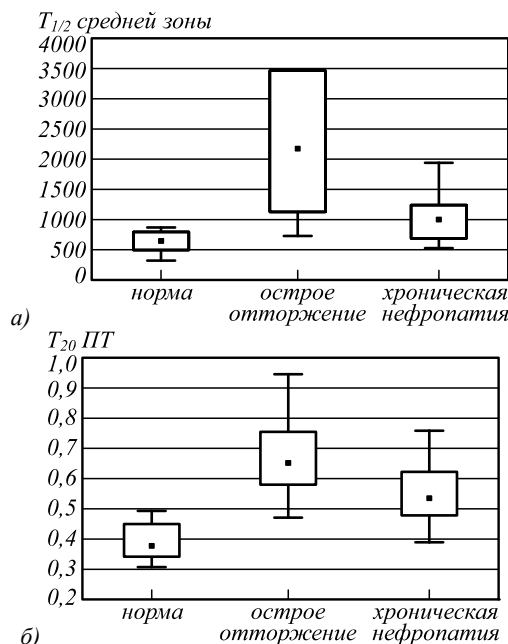 T1/2 средней зоны
4000
3500
3000
2500
2000
1500
1000
500
0
норма острое хроническая
отторжение нефропатия
а)
T20 ПТ
1,0
0,9
0,8
0,7
0,6
0,5
0,4
0,3
0,2
норма острое хроническая
отторжение нефропатия
б)